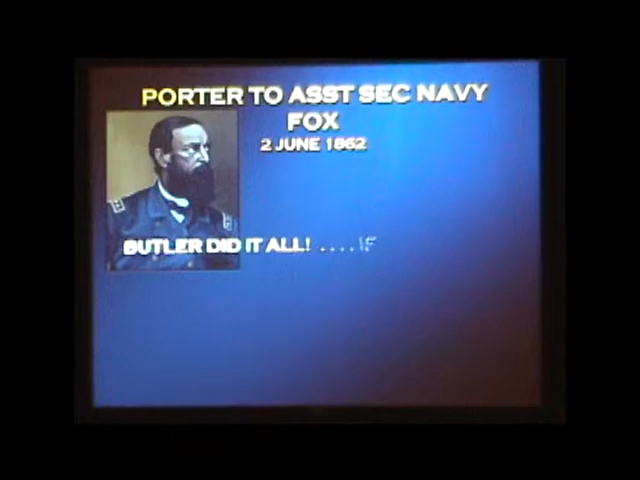 PORTER TO ASST SEC NAVY
FOX
2 JUNE 1862
BUTLER DID IT ALL! ....IF